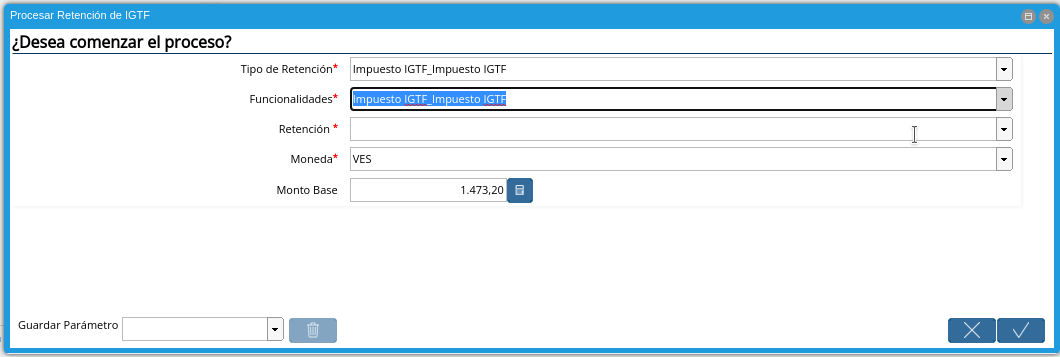 Procesar Retención de IGTF
¿Desea comenzar el proceso?
Tipo de Retención* Impuesto IGTF_Impuesto IGTF
Funcionalidades* Impuesto IGTF_Impuesto IGTF
Retención *
Moneda* VES
Monto Base 1.473,20
Guardar Parámetro